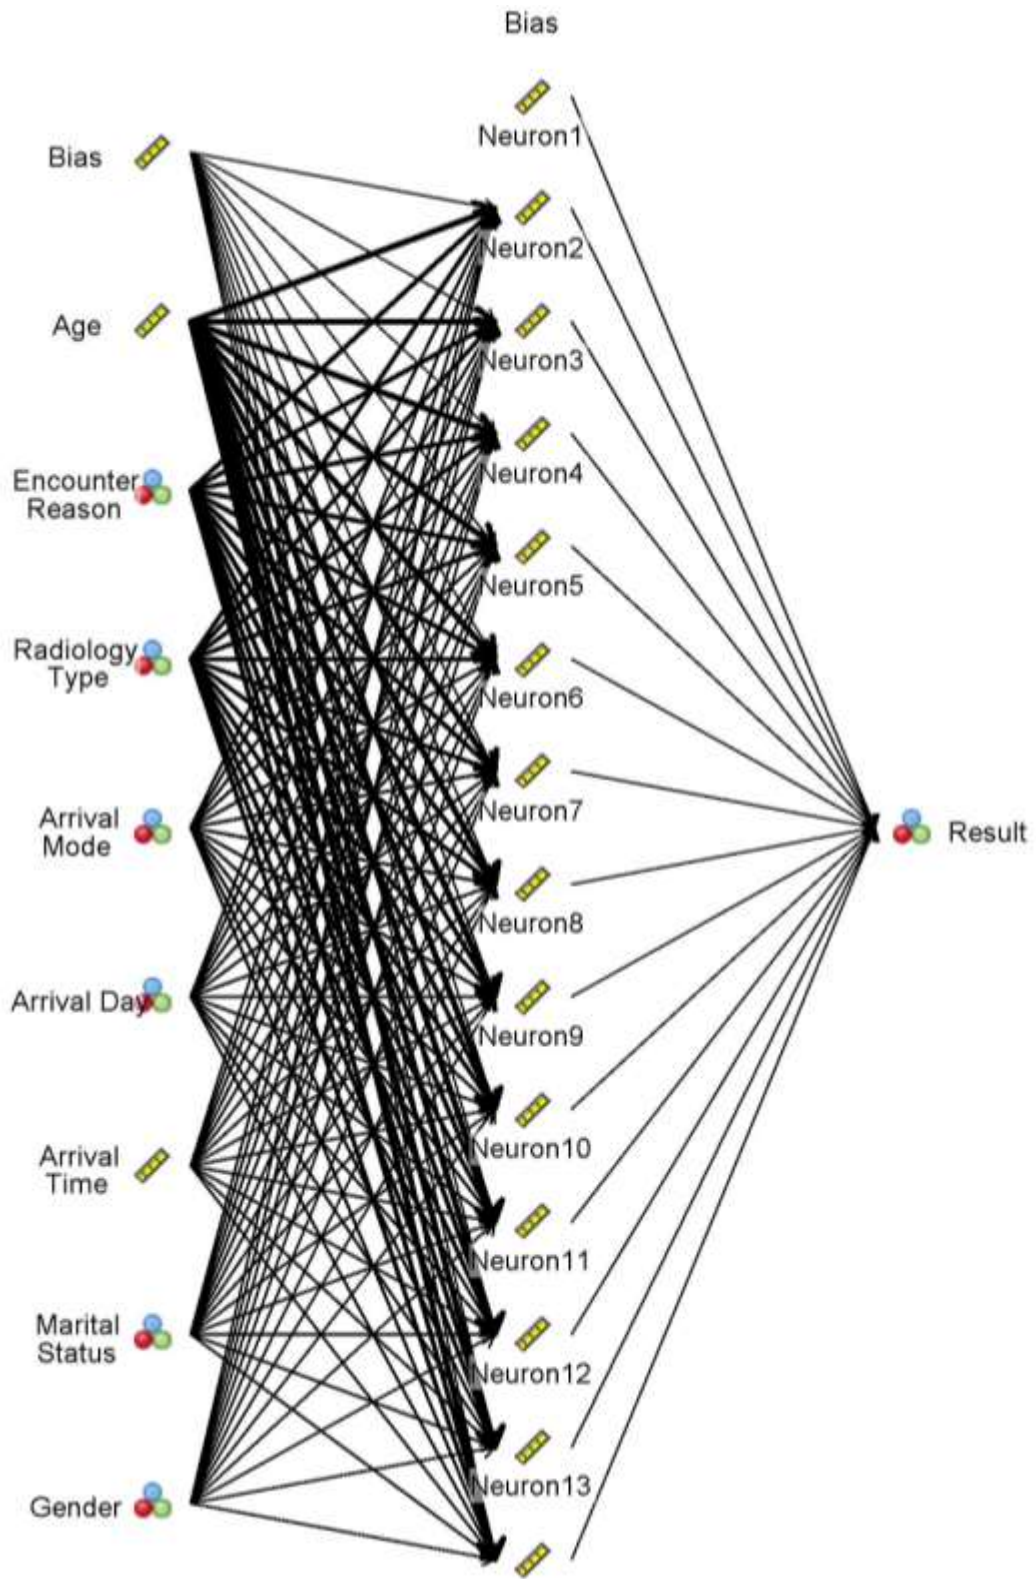 Bias
Neuron1
Neuron2
Neuron3
Neuron4
Neuron5
Neuron6
Neuron7
Neuron8
Neuron9
Neuron10
Neuron11
Neuron12
Neuron13
Bias
Age
Encounter
Reason
Radiology
Type
Arrival
Mode
Arrival Day
Arrival
Time
Marital
Status
Gender
Result